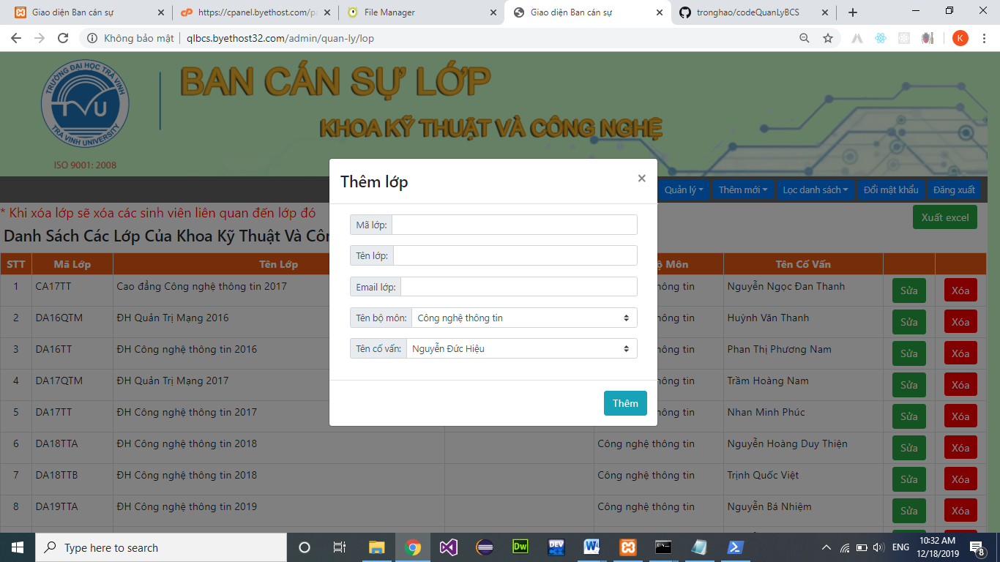 Giao diện Ban cán sự
https://cpanel.byethost.com/pa
File Manager
Giao diện Ban cán sự
tronghao/codeQuanLyBCS
Không bảo mật
qlbcs.byethost32.com/admin/quan-ly/lop
K
TRƯỜNG ĐẠI HỌC TRÀ VINH
TVU
TRA VINH UNIVERSITY
ISO 9001: 2008
BAN CÁN SỰ LỚP
KHOA KỸ THUẬT VÀ CÔNG NGHỆ
Quản lý
Thêm mới
Lọc danh sách
Đổi mật khẩu
Đăng xuất
* Khi xóa lớp sẽ xóa các sinh viên liên quan đến lớp đó
Xuất excel
Danh Sách Các Lớp Của Khoa Kỹ Thuật Và Côn
Thêm lớp
×
Mã lớp:
Tên lớp:
Email lớp:
Tên bộ môn: Công nghệ thông tin
Tên cố vấn: Nguyễn Đức Hiệu
Thêm
STT Mã Lớp Tên Lớp Môn Tên Cố Vấn
1 CA17TT Cao đẳng Công nghệ thông tin 2017 thông tin Nguyễn Ngọc Đan Thanh Sửa Xóa
2 DA16QTM ĐH Quản Trị Mạng 2016 thông tin Huỳnh Văn Thanh Sửa Xóa
3 DA16TT ĐH Công nghệ thông tin 2016 thông tin Phan Thị Phương Nam Sửa Xóa
4 DA17QTM ĐH Quản Trị Mạng 2017 thông tin Trầm Hoàng Nam Sửa Xóa
5 DA17TT ĐH Công nghệ thông tin 2017 thông tin Nhan Minh Phúc Sửa Xóa
6 DA18TTA ĐH Công nghệ thông tin 2018 Công nghệ thông tin Nguyễn Hoàng Duy Thiện Sửa Xóa
7 DA18TTB ĐH Công nghệ thông tin 2018 Công nghệ thông tin Trịnh Quốc Việt Sửa Xóa
8 DA19TTA ĐH Công nghệ thông tin 2019 Công nghệ thông tin Nguyễn Bá Nhiệm Sửa Xóa
Type here to search
Dw
DEV
ENG
10:32 AM
12/18/2019
8